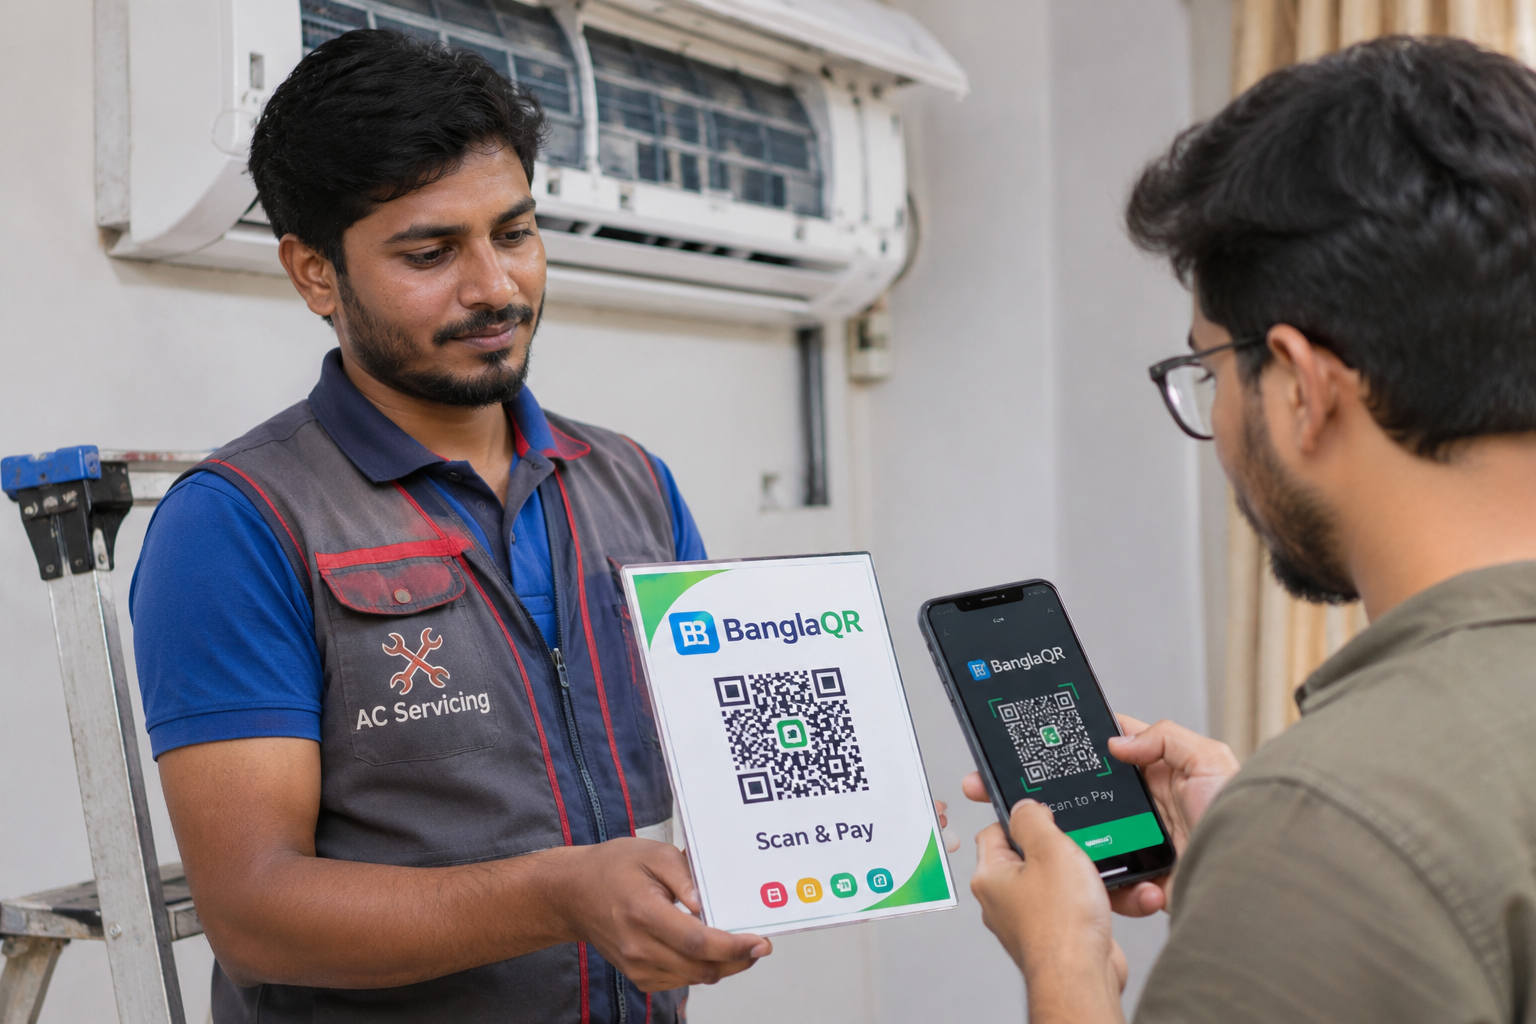 AC Servicing
BanglaQR
Scan & Pay
BanglaQR
Scan to Pay